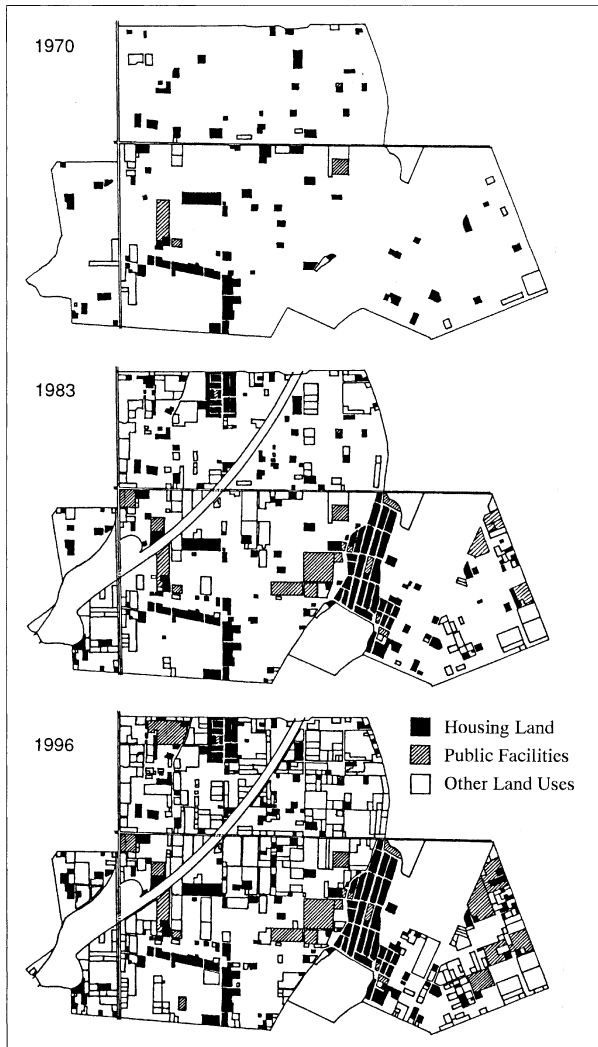 1970
1983
1996
Housing Land
Public Facilities
Other Land Uses